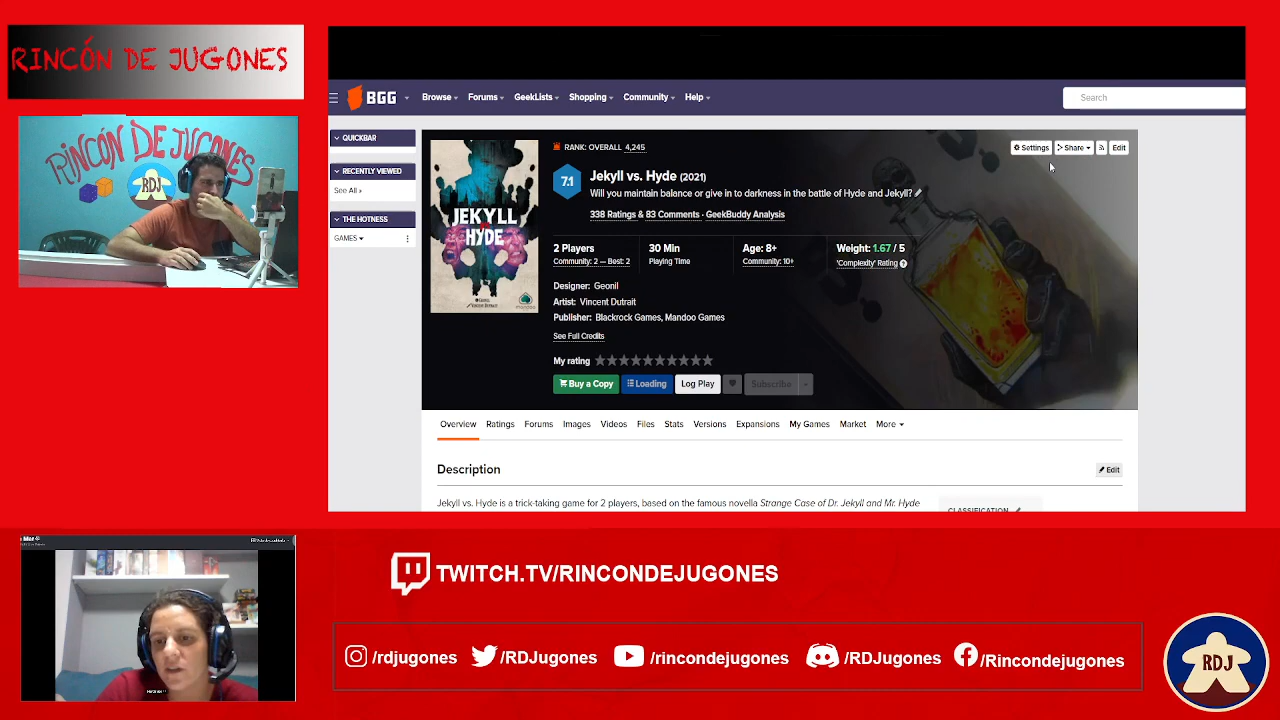 RINCÓN DE JUGONES
RINCÓN DE JUGONES
RDJ
BGG
Browse
Forums
GeekLists
Shopping
Community
Help
Search
QUICKBAR
RECENTLY VIEWED
See All »
THE HOTNESS
GAMES
JEKYLL
VS
HYDE
GEONIL
VINCENT DUTRAIT
mandoo
RANK: OVERALL 4,245
Settings
Share
Edit
7.1
Jekyll vs. Hyde (2021)
Will you maintain balance or give in to darkness in the battle of Hyde and Jekyll?
338 Ratings & 83 Comments · GeekBuddy Analysis
2 Players
Community: 2 — Best: 2
30 Min
Playing Time
Age: 8+
Community: 10+
Weight: 1.67 / 5
'Complexity' Rating
Designer: Geonil
Artist: Vincent Dutrait
Publisher: Blackrock Games, Mandoo Games
See Full Credits
My rating
Buy a Copy
Loading
Log Play
Subscribe
Overview
Ratings
Forums
Images
Videos
Files
Stats
Versions
Expansions
My Games
Market
More
Description
Edit
Jekyll vs. Hyde is a trick-taking game for 2 players, based on the famous novella Strange Case of Dr. Jekyll and Mr. Hyde
CLASSIFICATION
TWITCH.TV/RINCONDEJUGONES
/rdjugones
/RDJugones
/rincondejugones
/RDJugones
/Rincondejugones
RDJ